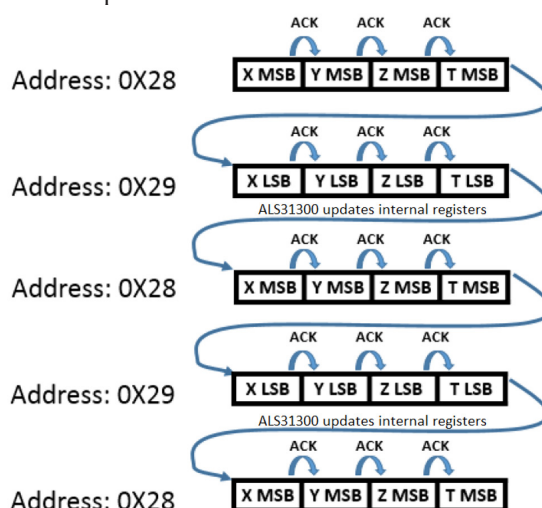 ACK ACK ACK
Address: 0X28 X MSB Y MSB Z MSB T MSB
ACK ACK ACK
Address: 0X29 X LSB Y LSB Z LSB T LSB
ALS31300 updates internal registers
ACK ACK ACK
Address: 0X28 X MSB Y MSB Z MSB T MSB
ACK ACK ACK
Address: 0X29 X LSB Y LSB Z LSB T LSB
ALS31300 updates internal registers
ACK ACK ACK
Address: 0X28 X MSB Y MSB Z MSB T MSB